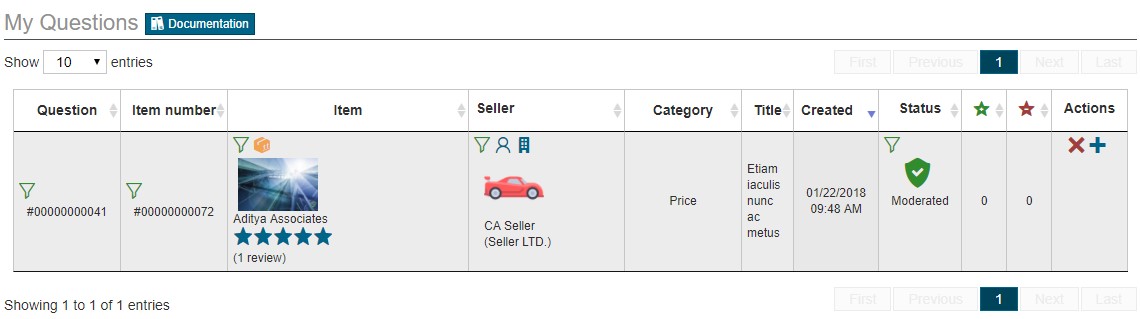 My Questions Documentation
Show 10 entries
First Previous 1 Next Last
Question Item number Item Seller Category Title Created Status Actions
#00000000041
#00000000072
Aditya Associates
(1 review)
CA Seller
(Seller LTD.)
Price
Etiam
iaculis
nunc
ac
metus
01/22/2018
09:48 AM
Moderated
0
0
Showing 1 to 1 of 1 entries
First Previous 1 Next Last